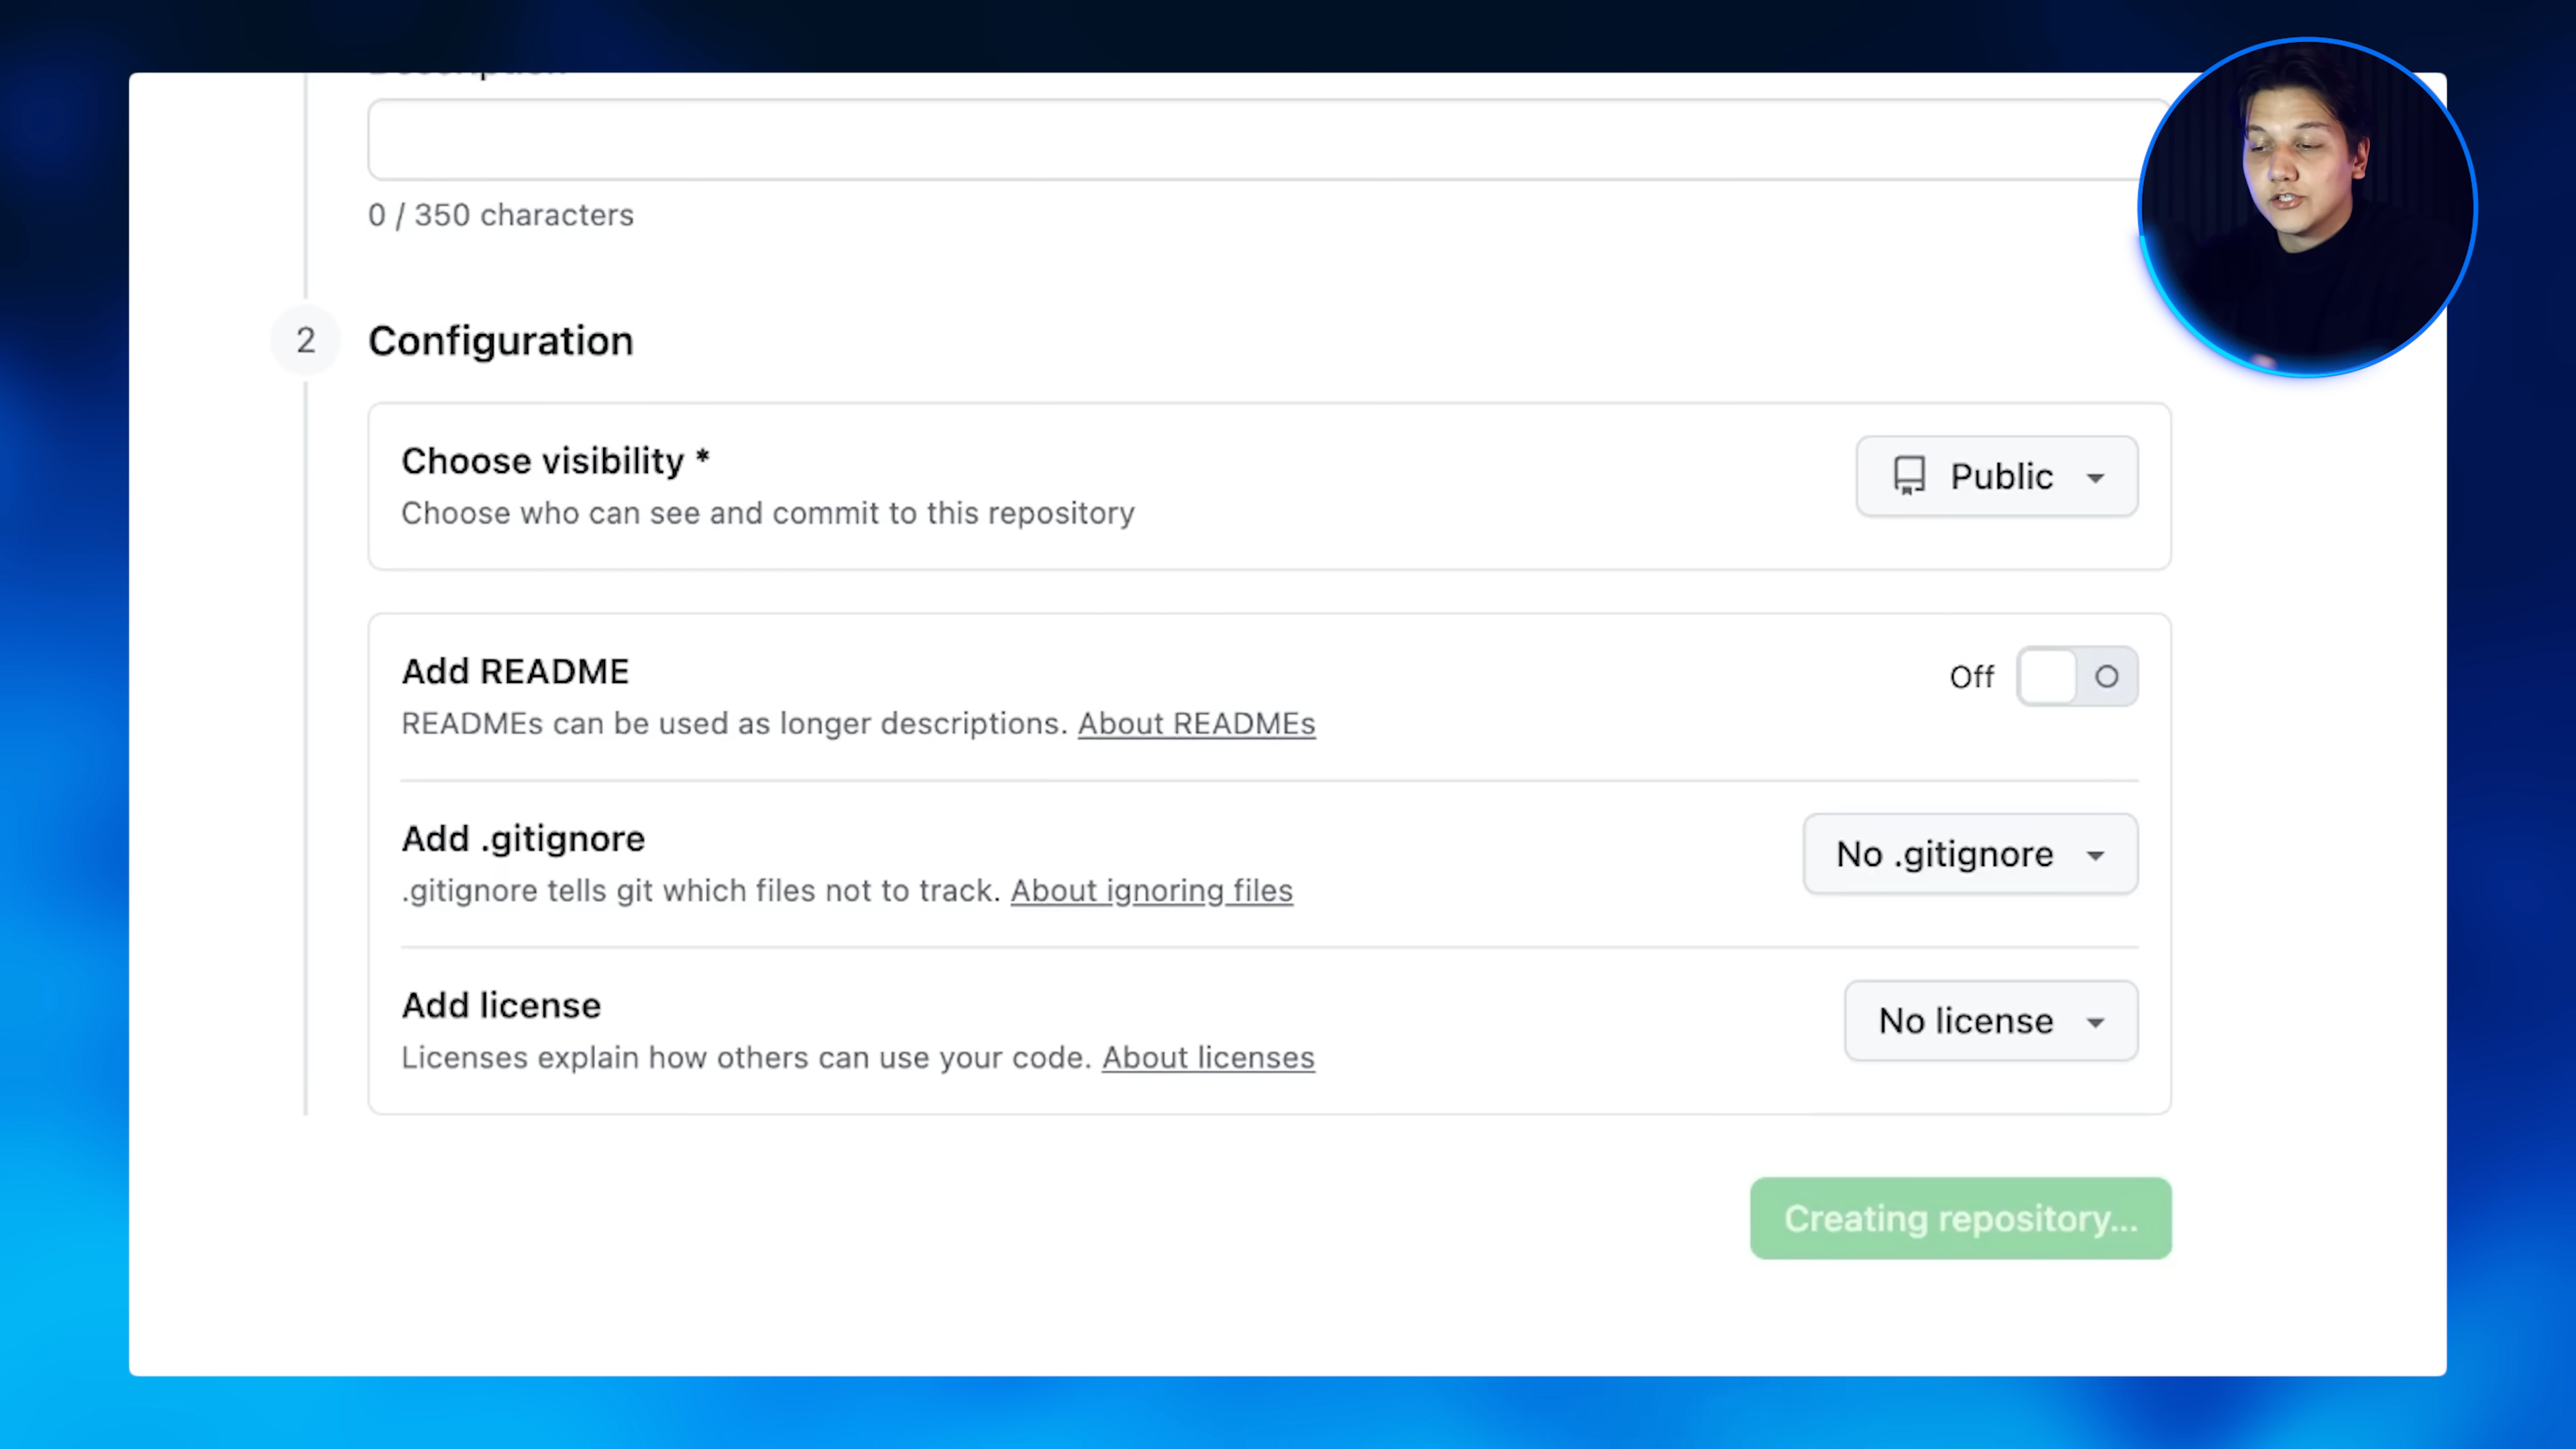 0 / 350 characters
2
Configuration
Choose visibility *
Public
Choose who can see and commit to this repository
Add README
Off
READMEs can be used as longer descriptions. About READMEs
Add .gitignore
No .gitignore
.gitignore tells git which files not to track. About ignoring files
Add license
No license
Licenses explain how others can use your code. About licenses
Creating repository...